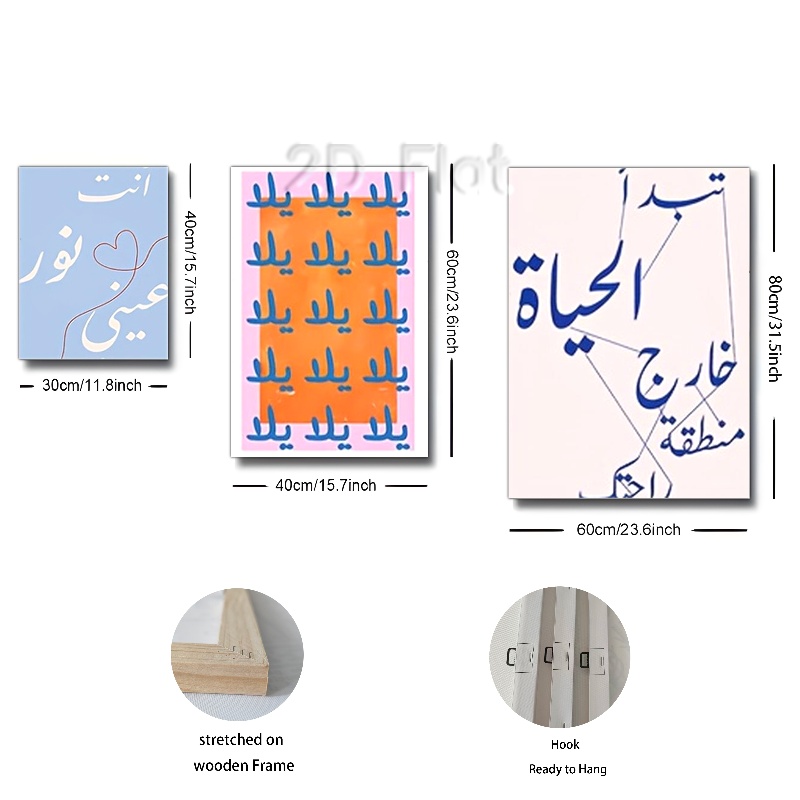 2D Flat
أنت
نور
عيني
40cm/15.7inch
30cm/11.8inch
يلا يلا يلا
يلا يلا يلا
يلا يلا يلا
يلا يلا يلا
يلا يلا يلا
60cm/23.6inch
40cm/15.7inch
تبدأ
الحياة
خارج
منطقة
راحتك
80cm/31.5inch
60cm/23.6inch
stretched on
wooden Frame
Hook
Ready to Hang